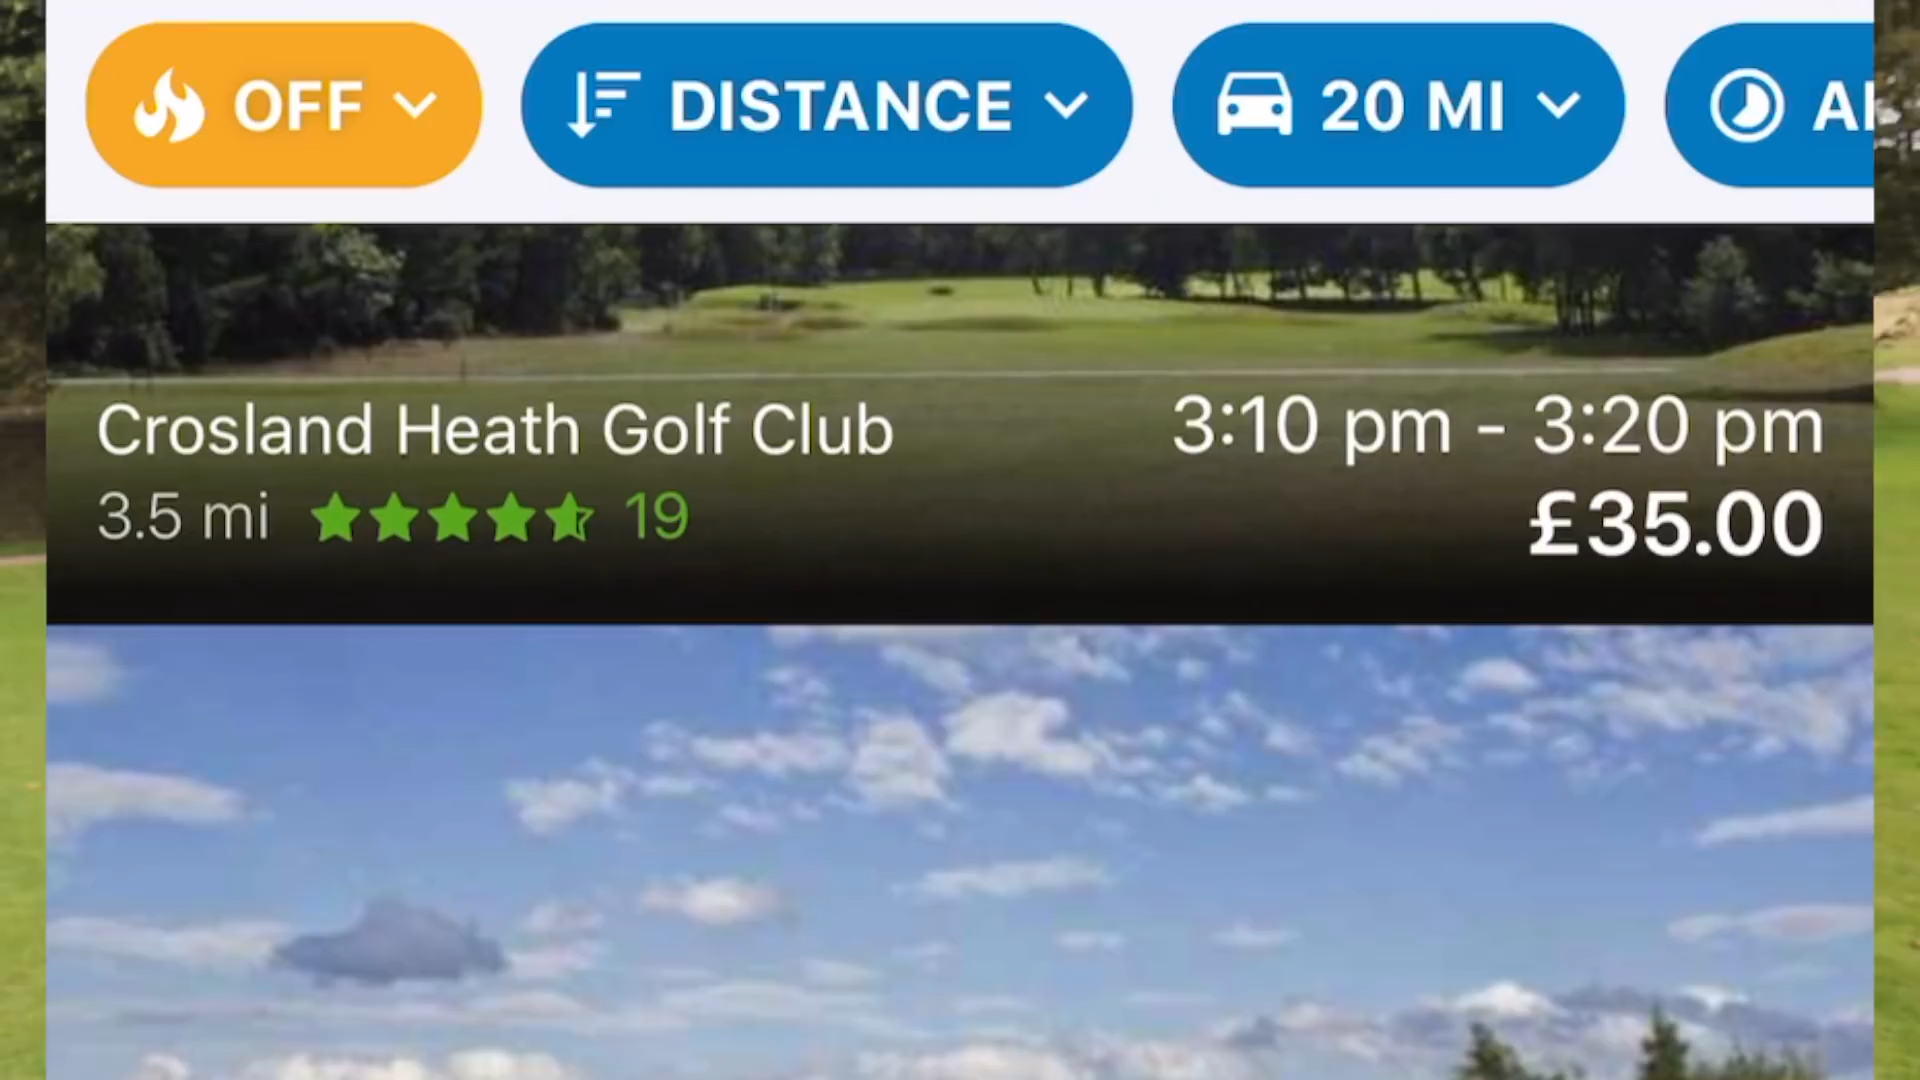 OFF DISTANCE 20 MI
Crosland Heath Golf Club 3:10 pm - 3:20 pm
3.5 mi 19 £35.00